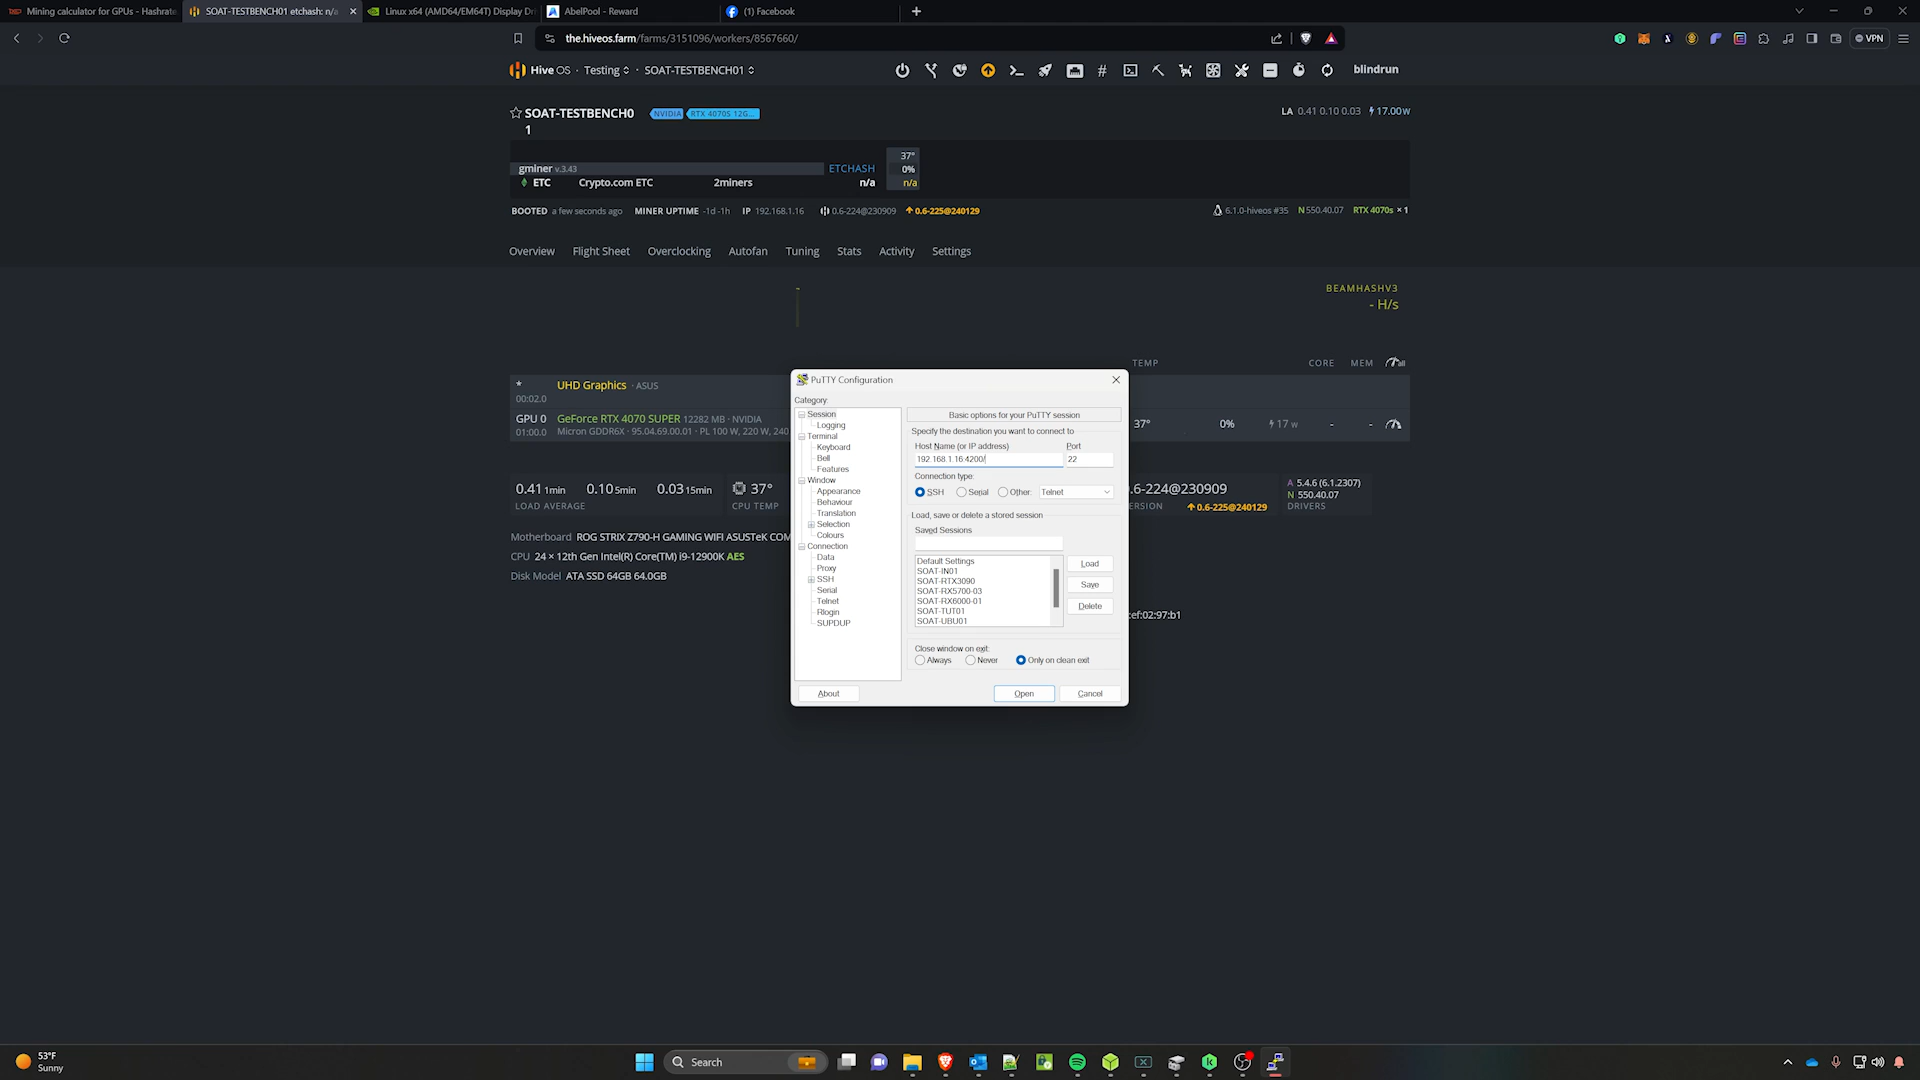 Mining calculator for GPUs - Hashrate
SOAT-TESTBENCH01 etchash: n/a
Linux x64 (AMD64/EM64T) Display Dri
AbelPool - Reward
(1) Facebook
the.hiveos.farm/farms/3151096/workers/8567660/
VPN
Hive OS · Testing · SOAT-TESTBENCH01
blindrun
SOAT-TESTBENCH0
1
NVIDIA RTX 4070S 12G...
LA 0.41 0.10 0.03 17.00w
37°
gminer v.3.43 ETCHASH 0%
ETC Crypto.com ETC 2miners n/a n/a
BOOTED a few seconds ago MINER UPTIME -1d -1h IP 192.168.1.16 0.6-224@230909 0.6-225@240129
6.1.0-hiveos #35 N 550.40.07 RTX 4070s × 1
Overview Flight Sheet Overclocking Autofan Tuning Stats Activity Settings
BEAMHASHV3
- H/s
TEMP CORE MEM
* UHD Graphics · ASUS
00:02.0
GPU 0 GeForce RTX 4070 SUPER 12282 MB · NVIDIA
01:00.0 Micron GDDR6X · 95.04.69.00.01 · PL 100 W, 220 W, 240
37° 0% 17 w - -
0.41 1min 0.10 5min 0.03 15min
LOAD AVERAGE
37°
CPU TEMP
.6-224@230909
ERSION 0.6-225@240129
A 5.4.6 (6.1.2307)
N 550.40.07
DRIVERS
Motherboard ROG STRIX Z790-H GAMING WIFI ASUSTeK COM
CPU 24 × 12th Gen Intel(R) Core(TM) i9-12900K AES
Disk Model ATA SSD 64GB 64.0GB
:ef:02:97:b1
PuTTY Configuration
Category:
Session
Logging
Terminal
Keyboard
Bell
Features
Window
Appearance
Behaviour
Translation
Selection
Colours
Connection
Data
Proxy
SSH
Serial
Telnet
Rlogin
SUPDUP
Basic options for your PuTTY session
Specify the destination you want to connect to
Host Name (or IP address) Port
192.168.1.16:4200/ 22
Connection type:
SSH Serial Other: Telnet
Load, save or delete a stored session
Saved Sessions
Default Settings
SOAT-IN01
SOAT-RTX3090
SOAT-RX5700-03
SOAT-RX6000-01
SOAT-TUT01
SOAT-UBU01
Load
Save
Delete
Close window on exit:
Always Never Only on clean exit
About Open Cancel
53°F
Sunny
Search